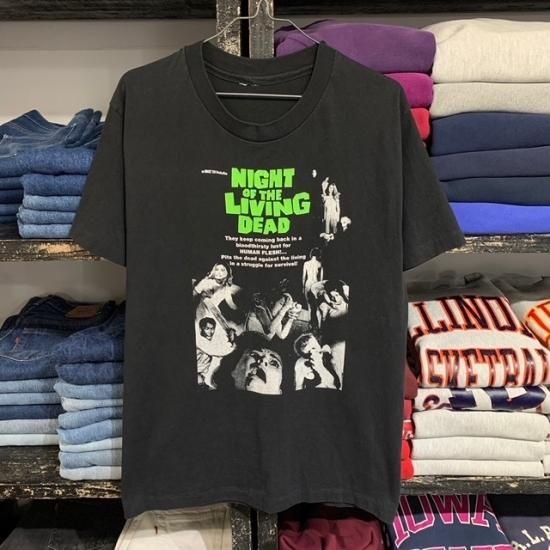 NIGHT
OF THE
LIVING
DEAD
They keep coming back in a
bloodthirsty lust for
HUMAN FLESH!...
Pits the dead against the living
in a struggle for survival!
IOWA